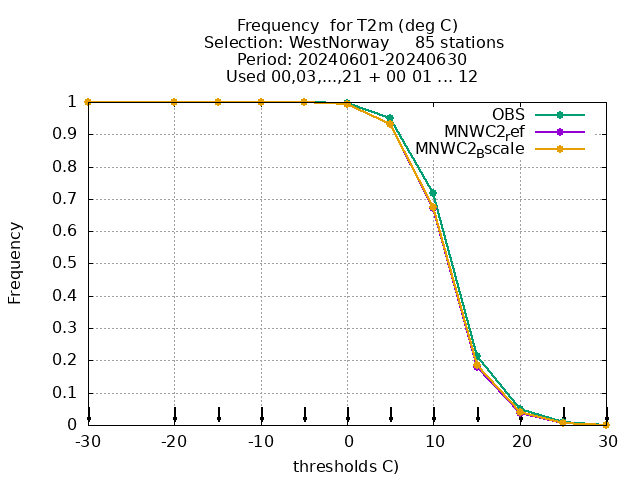 Frequency  for T2m (deg C)
Selection: WestNorway     85 stations
Period: 20240601-20240630
Used 00,03,...,21 + 00 01 ... 12
OBS
MNWC2ref
MNWC2Bscale
1
0.9
0.8
0.7
0.6
0.5
0.4
0.3
0.2
0.1
0
Frequency
-30
-20
-10
0
10
20
30
thresholds C)